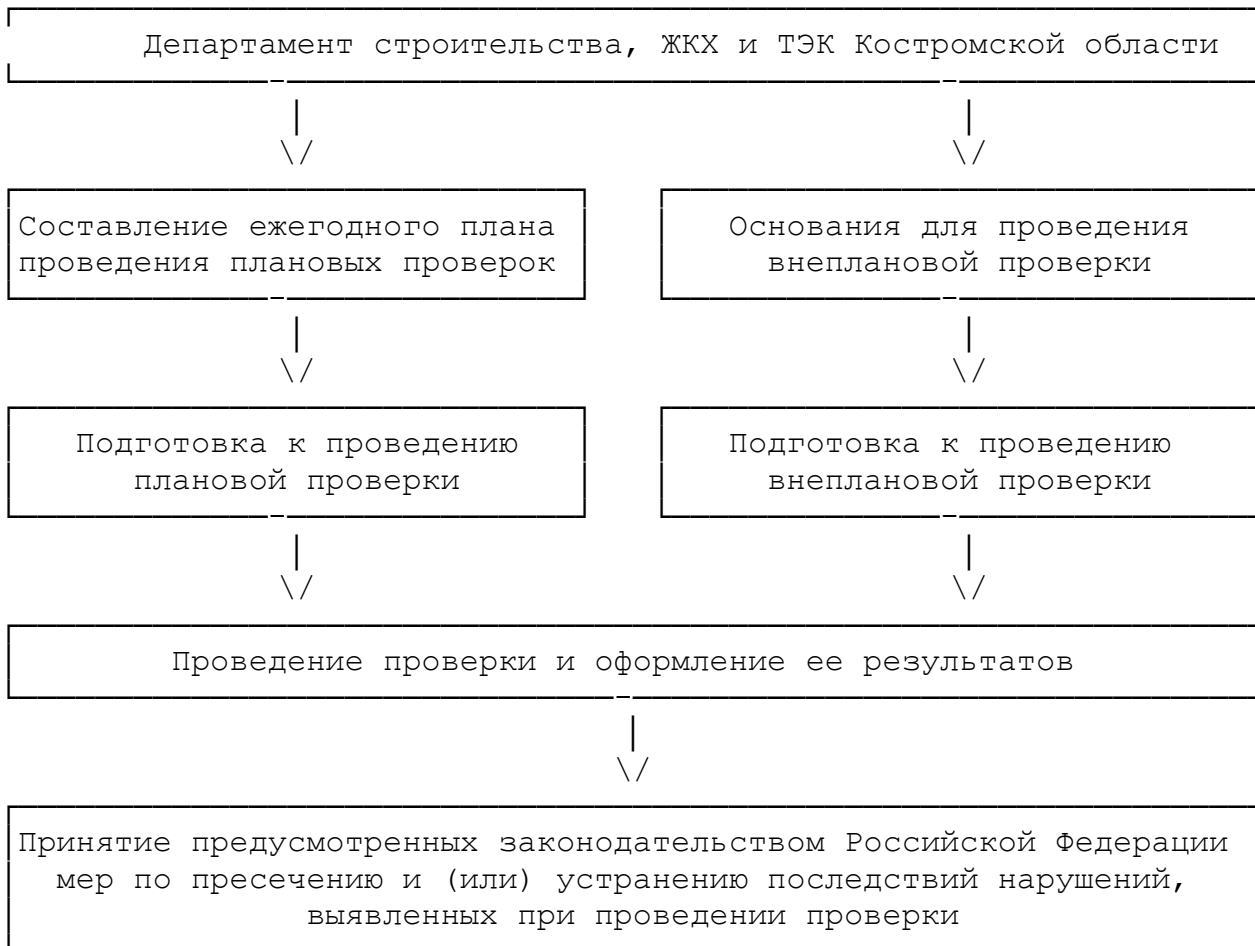 Департамент строительства, ЖКХ и ТЭК Костромской области
Составление ежегодного плана
проведения плановых проверок
Основания для проведения
внеплановой проверки
Подготовка к проведению
плановой проверки
Подготовка к проведению
внеплановой проверки
Проведение проверки и оформление ее результатов
Принятие предусмотренных законодательством Российской Федерации
мер по пресечению и (или) устранению последствий нарушений,
выявленных при проведении проверки